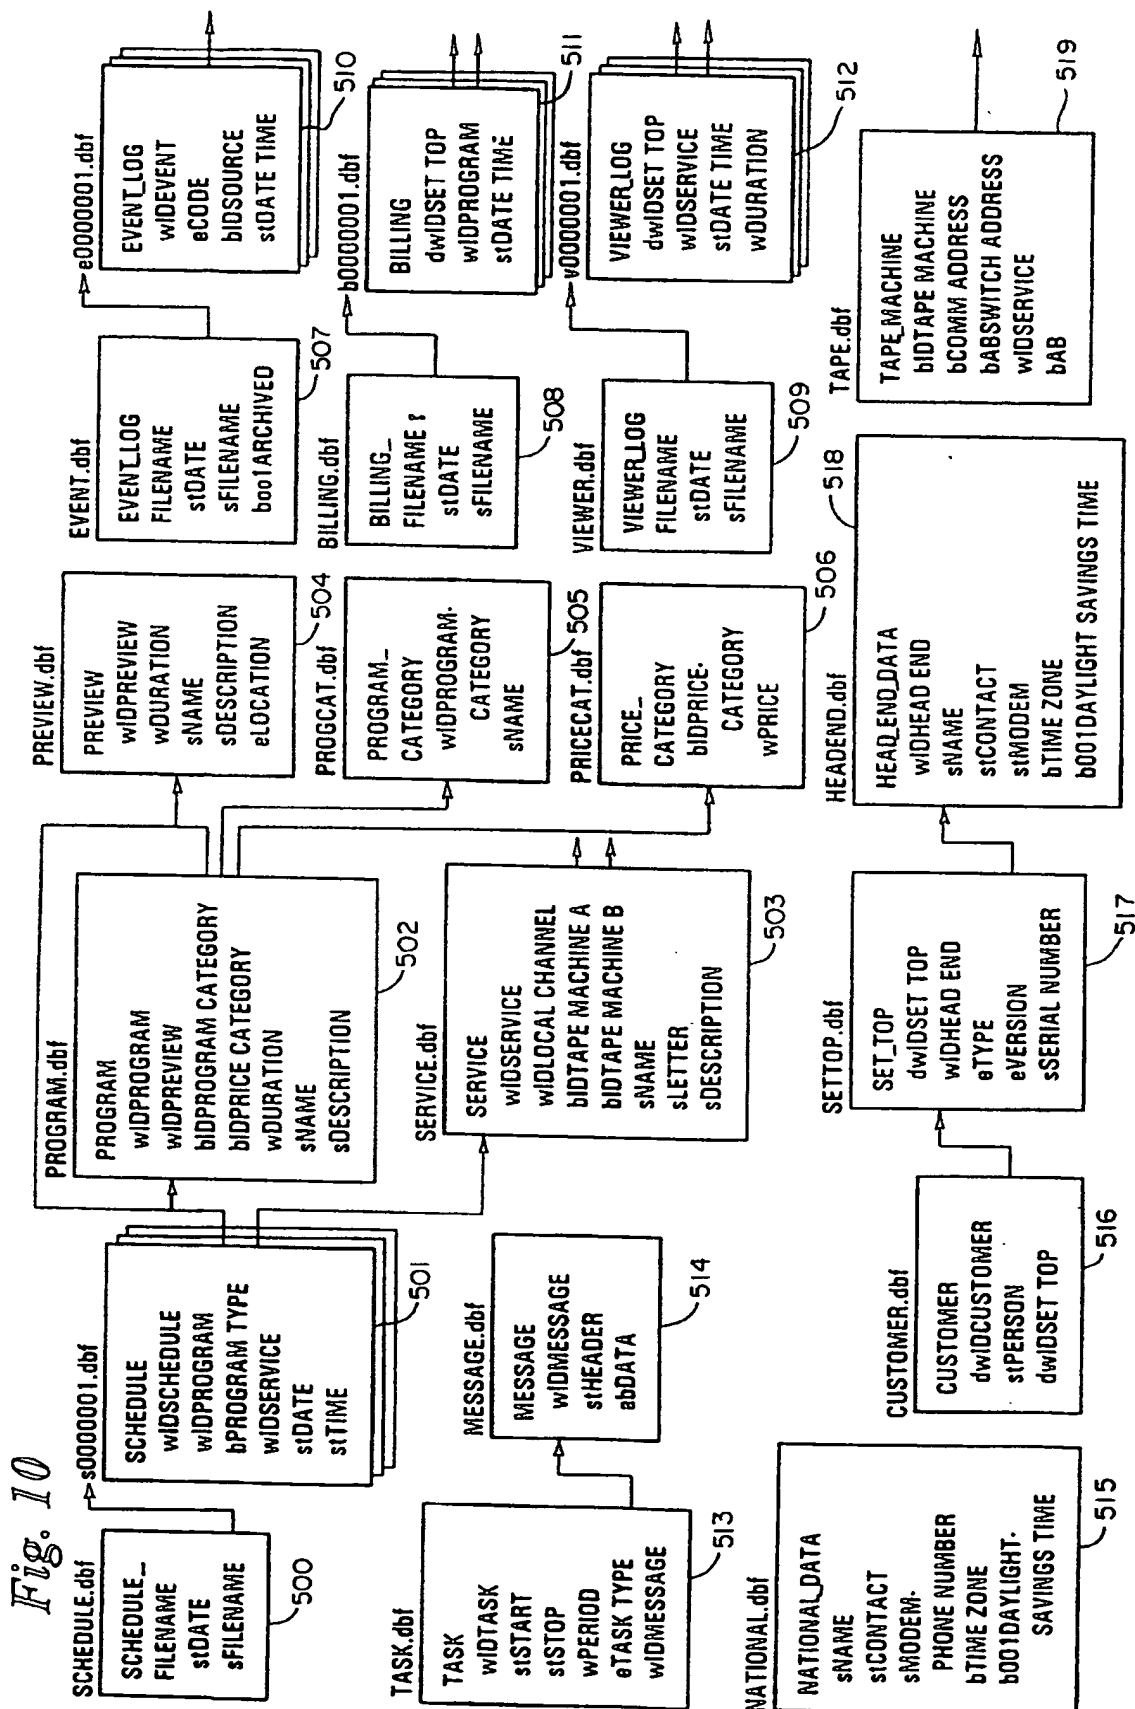 Fig. 10
SCHEDULE.dbf
SCHEDULE_
FILENAME
stDATE
sFILENAME
500
s0000001.dbf
SCHEDULE
wIDSCHEDULE
wIDPROGRAM
bPROGRAM TYPE
wIDSERVICE
stDATE
stTIME
501
PROGRAM.dbf
PROGRAM
wIDPROGRAM
wIDPREVIEW
bIDPROGRAM CATEGORY
bIDPRICE CATEGORY
wDURATION
sNAME
sDESCRIPTION
502
PREVIEW.dbf
PREVIEW
wIDPREVIEW
wDURATION
sNAME
sDESCRIPTION
eLOCATION
504
EVENT.dbf
EVENT_LOG
FILENAME
stDATE
sFILENAME
boo1ARCHIVED
507
e0000001.dbf
EVENT_LOG
wIDEVENT
eCODE
bIDSOURCE
stDATE TIME
510
PROGCAT.dbf
PROGRAM_
CATEGORY
wIDPROGRAM-
CATEGORY
sNAME
505
BILLING.dbf
BILLING_
FILENAME
stDATE
sFILENAME
508
b0000001.dbf
BILLING
dwIDSET TOP
wIDPROGRAM
stDATE TIME
511
TASK.dbf
TASK
wIDTASK
stSTART
stSTOP
wPERIOD
eTASK TYPE
wIDMESSAGE
513
MESSAGE.dbf
MESSAGE
wIDMESSAGE
stHEADER
abDATA
514
SERVICE.dbf
SERVICE
wIDSERVICE
wIDLOCAL CHANNEL
bIDTAPE MACHINE A
bIDTAPE MACHINE B
sNAME
sLETTER
sDESCRIPTION
503
PRICECAT.dbf
PRICE_
CATEGORY
bIDPRICE-
CATEGORY
wPRICE
506
VIEWER.dbf
VIEWER_LOG
FILENAME
stDATE
sFILENAME
509
v0000001.dbf
VIEWER_LOG
dwIDSET TOP
wIDSERVICE
stDATE TIME
wDURATION
512
NATIONAL.dbf
NATIONAL_DATA
sNAME
stCONTACT
sMODEM-
PHONE NUMBER
bTIME ZONE
b001DAYLIGHT-
SAVINGS TIME
515
CUSTOMER.dbf
CUSTOMER
dwIDCUSTOMER
stPERSON
dwIDSET TOP
516
SETTOP.dbf
SET_TOP
dwIDSET TOP
wIDHEAD END
eTYPE
eVERSION
sSERIAL NUMBER
517
HEADEND.dbf
HEAD_END_DATA
wIDHEAD END
sNAME
stCONTACT
stMODEM
bTIME ZONE
b001DAYLIGHT SAVINGS TIME
518
TAPE.dbf
TAPE_MACHINE
bIDTAPE MACHINE
bCOMM ADDRESS
bABSWITCH ADDRESS
wIDSERVICE
bAB
519